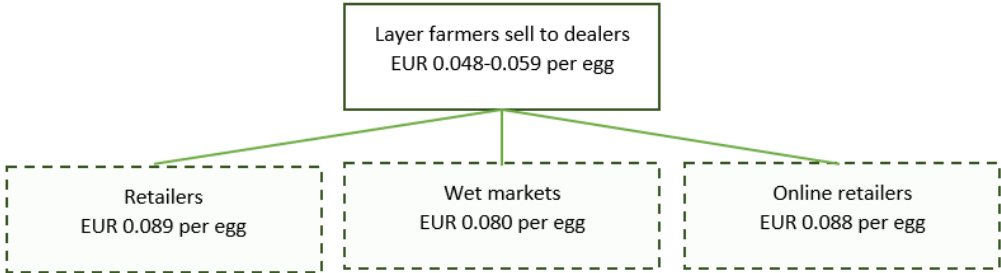 Layer farmers sell to dealers
EUR 0.048-0.059 per egg
Retailers
EUR 0.089 per egg
Wet markets
EUR 0.080 per egg
Online retailers
EUR 0.088 per egg